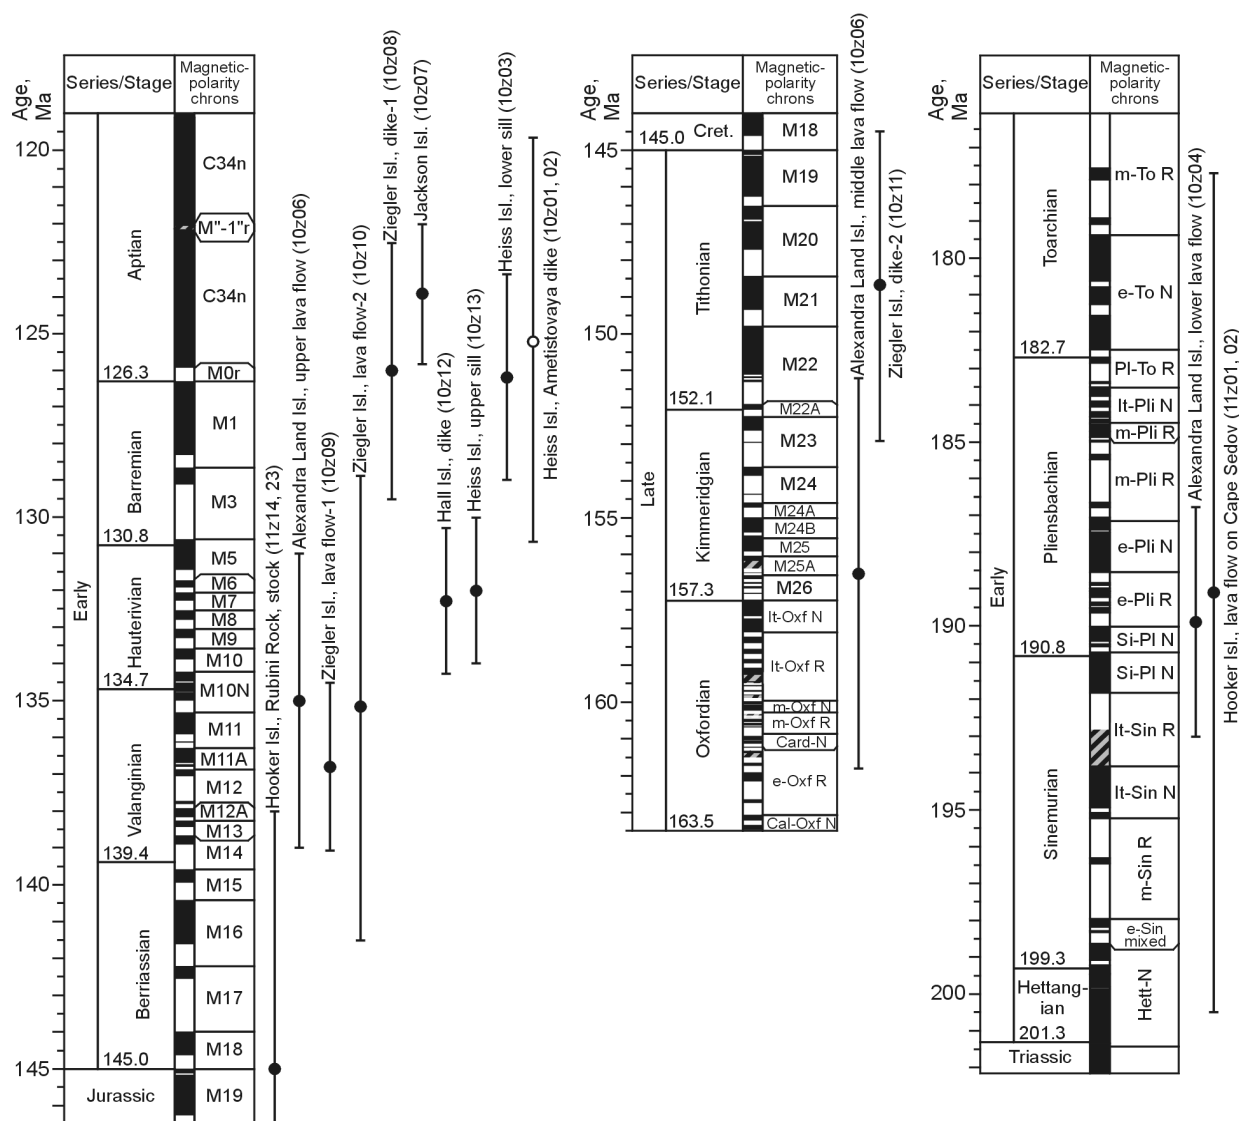 Age,
Ma
Series/Stage
Magnetic-
polarity
chrons
120
125
130
135
140
145
Early
Aptian
126.3
Barremian
130.8
Hauterivian
134.7
Valanginian
139.4
Berriassian
145.0
Jurassic
C34n
M"-1"r
C34n
M0r
M1
M3
M5
M6
M7
M8
M9
M10
M10N
M11
M11A
M12
M12A
M13
M14
M15
M16
M17
M18
M19
Hooker Isl., Rubini Rock, stock (11z14, 23)
Alexandra Land Isl., upper lava flow (10z06)
Ziegler Isl., lava flow-1 (10z09)
Ziegler Isl., lava flow-2 (10z10)
Ziegler Isl., dike-1 (10z08)
Jackson Isl. (10z07)
Hall Isl., dike (10z12)
Heiss Isl., upper sill (10z13)
Heiss Isl., lower sill (10z03)
Heiss Isl., Ametistovaya dike (10z01, 02)
Age,
Ma
Series/Stage
Magnetic-
polarity
chrons
145
150
155
160
145.0
Cret.
Late
Tithonian
152.1
Kimmeridgian
157.3
Oxfordian
163.5
M18
M19
M20
M21
M22
M22A
M23
M24
M24A
M24B
M25
M25A
M26
lt-Oxf N
lt-Oxf R
m-Oxf N
m-Oxf R
Card-N
e-Oxf R
Cal-Oxf N
Alexandra Land Isl., middle lava flow (10z06)
Ziegler Isl., dike-2 (10z11)
Age,
Ma
Series/Stage
Magnetic-
polarity
chrons
180
185
190
195
200
Early
Toarchian
182.7
Pliensbachian
190.8
Sinemurian
199.3
Hettang-
ian
201.3
Triassic
m-To R
e-To N
Pl-To R
lt-Pli N
m-Pli R
m-Pli R
e-Pli N
e-Pli R
Si-Pl N
Si-Pl N
lt-Sin R
lt-Sin N
m-Sin R
e-Sin
mixed
Hett-N
Alexandra Land Isl., lower lava flow (10z04)
Hooker Isl., lava flow on Cape Sedov (11z01, 02)